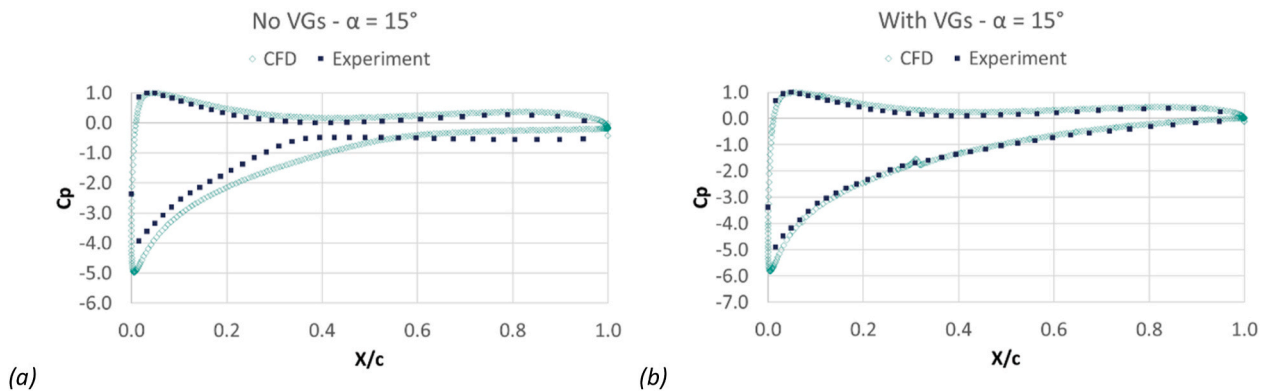 No VGs - α = 15°
◇ CFD ▪ Experiment
1.0
0.0
-1.0
-2.0
-3.0
-4.0
-5.0
-6.0
Cp
0.0 0.2 0.4 0.6 0.8 1.0
X/c
(a)
With VGs - α = 15°
◇ CFD ▪ Experiment
1.0
0.0
-1.0
-2.0
-3.0
-4.0
-5.0
-6.0
-7.0
Cp
0.0 0.2 0.4 0.6 0.8 1.0
X/c
(b)